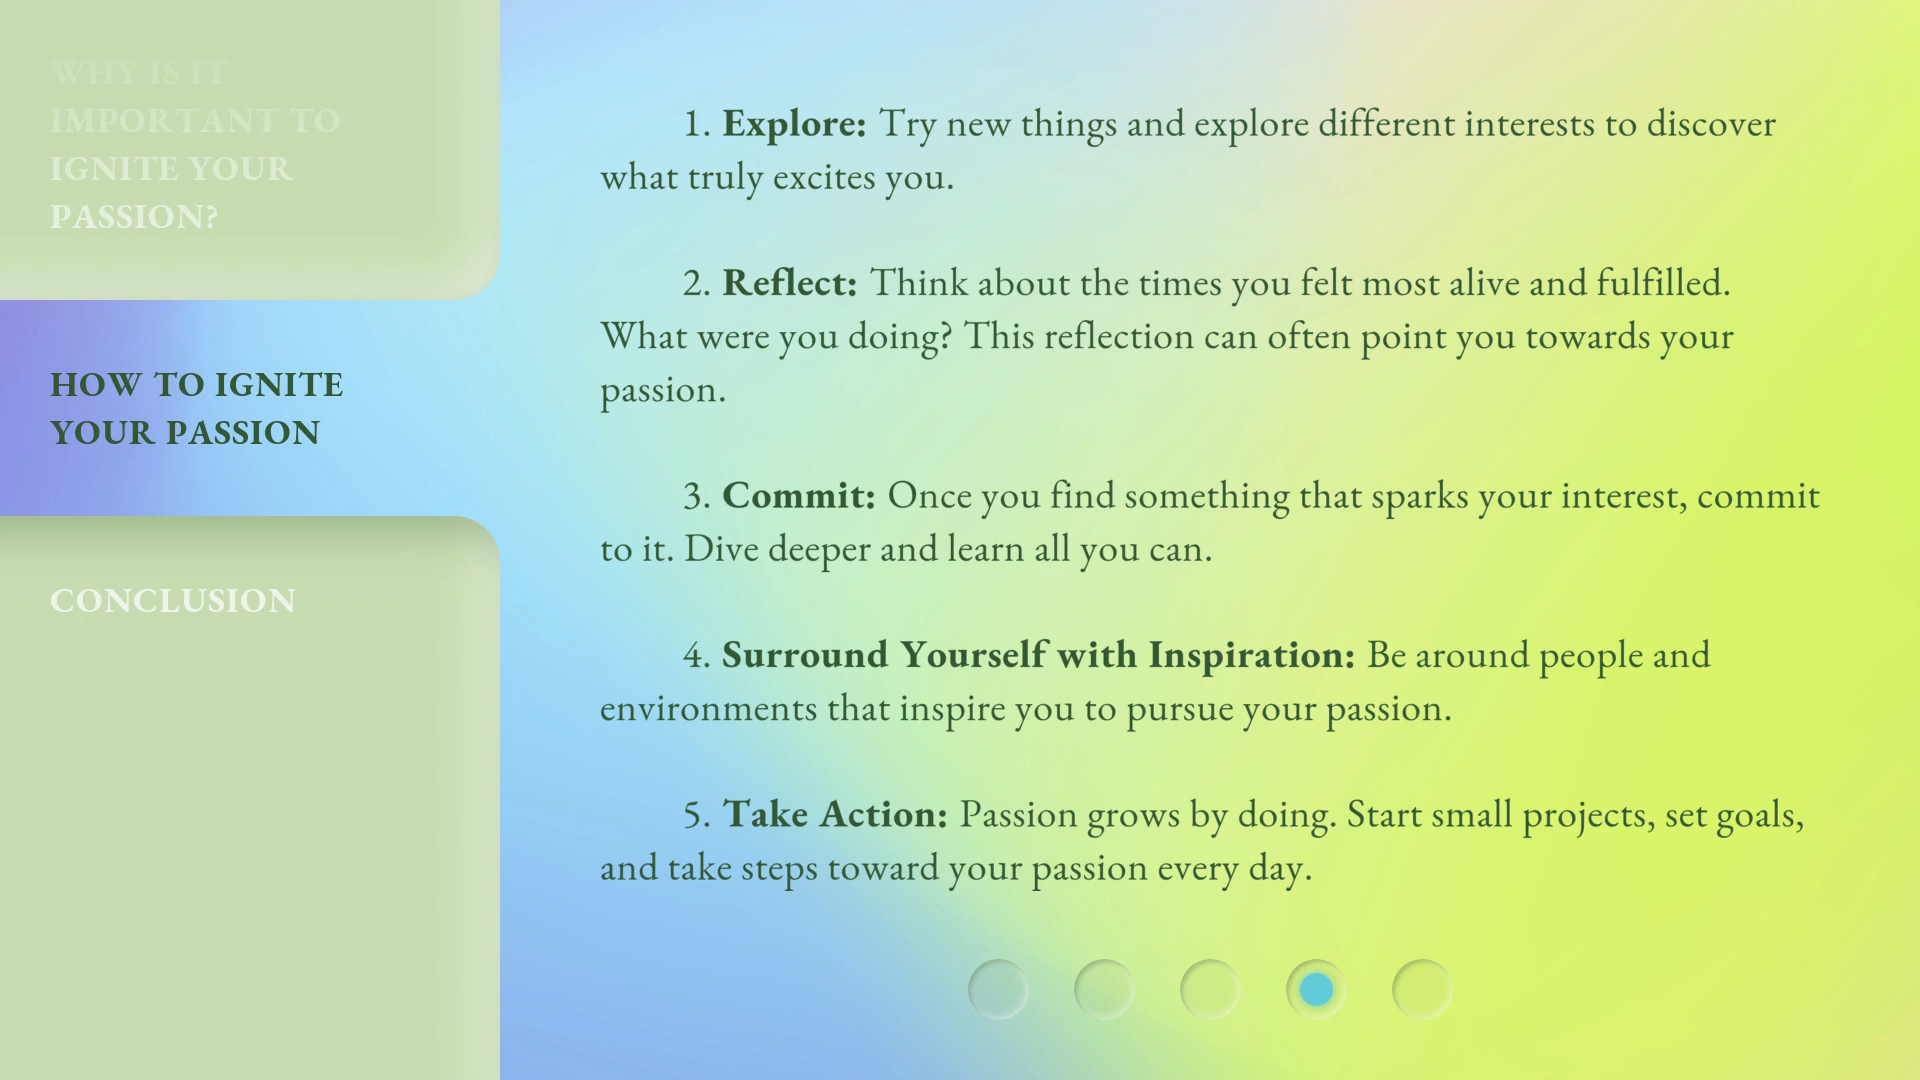 WHY IS IT
IMPORTANT TO
IGNITE YOUR
PASSION?
HOW TO IGNITE
YOUR PASSION
CONCLUSION
1. Explore: Try new things and explore different interests to discover
what truly excites you.
2. Reflect: Think about the times you felt most alive and fulfilled.
What were you doing? This reflection can often point you towards your
passion.
3. Commit: Once you find something that sparks your interest, commit
to it. Dive deeper and learn all you can.
4. Surround Yourself with Inspiration: Be around people and
environments that inspire you to pursue your passion.
5. Take Action: Passion grows by doing. Start small projects, set goals,
and take steps toward your passion every day.